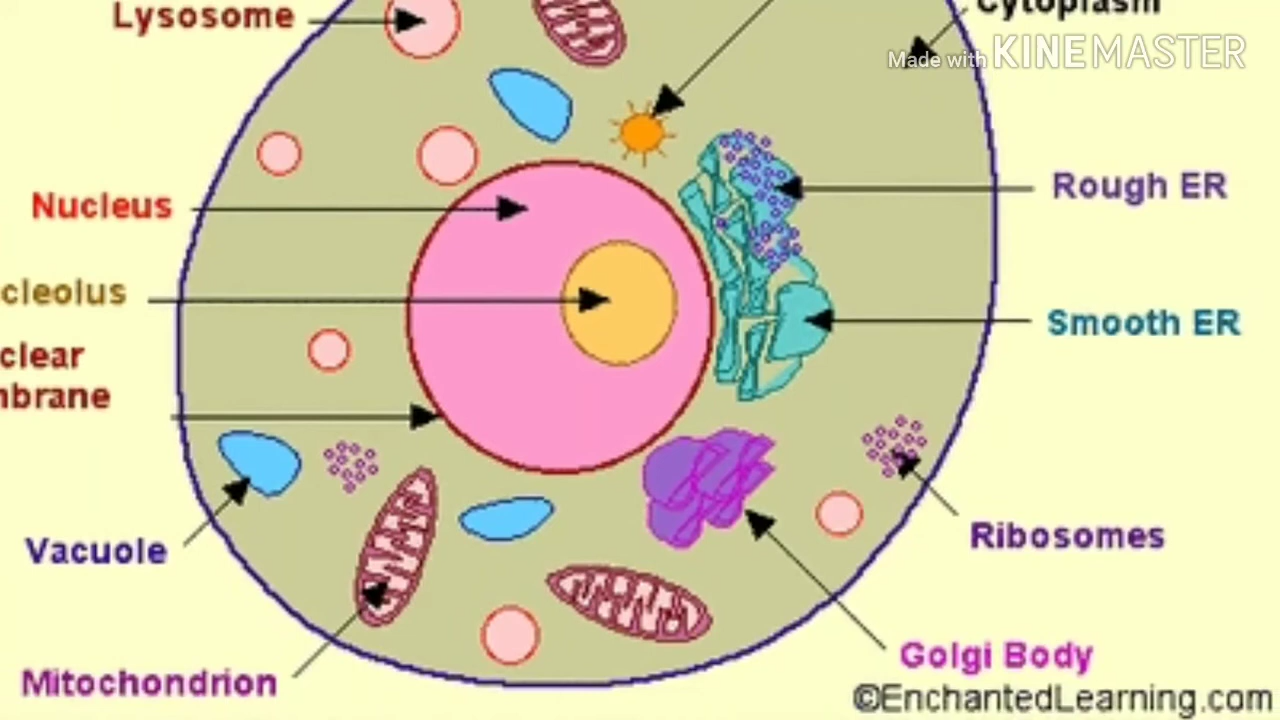 Lysosome
Cytoplasm
Made with KINEMASTER
Nucleus
Rough ER
cleolus
Smooth ER
clear
mbrane
Vacuole
Ribosomes
Mitochondrion
Golgi Body
©EnchantedLearning.com